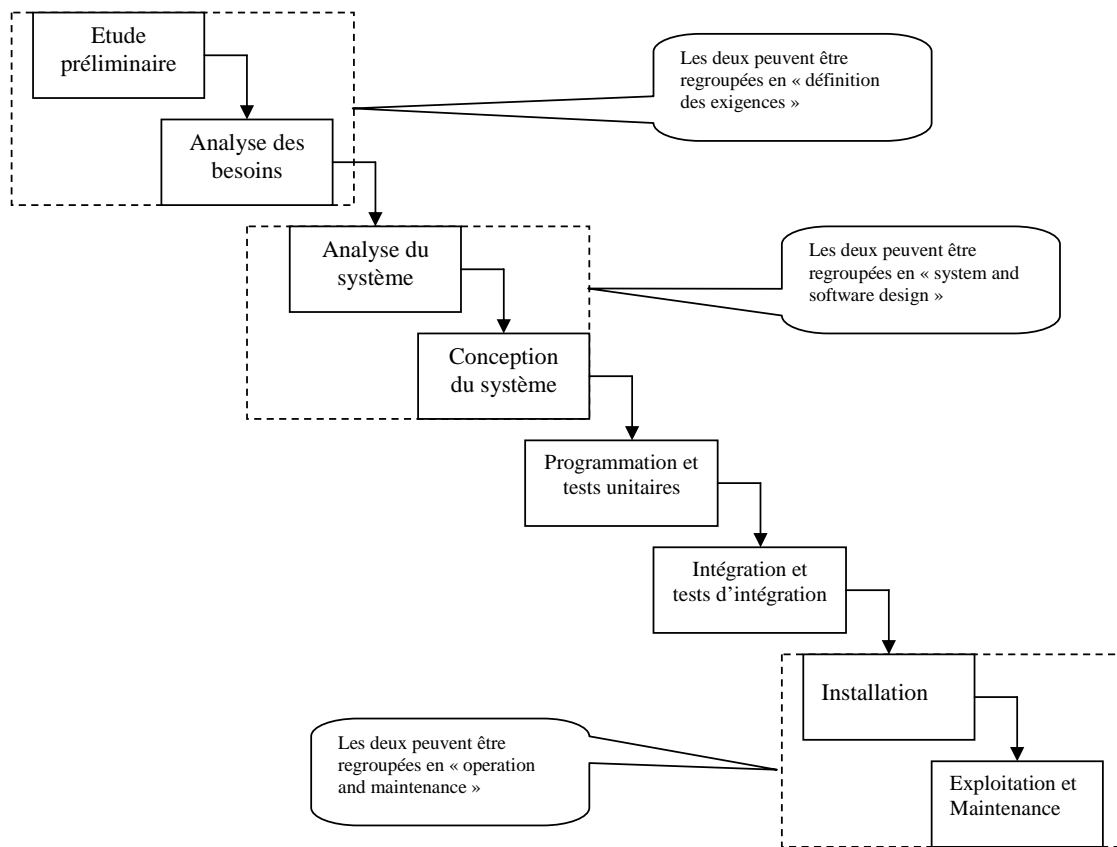 Etude
préliminaire
Les deux peuvent être
regroupées en « définition
des exigences »
Analyse des
besoins
Analyse du
système
Les deux peuvent être
regroupées en « system and
software design »
Conception
du système
Programmation et
tests unitaires
Intégration et
tests d’intégration
Installation
Les deux peuvent être
regroupées en « operation
and maintenance »
Exploitation et
Maintenance